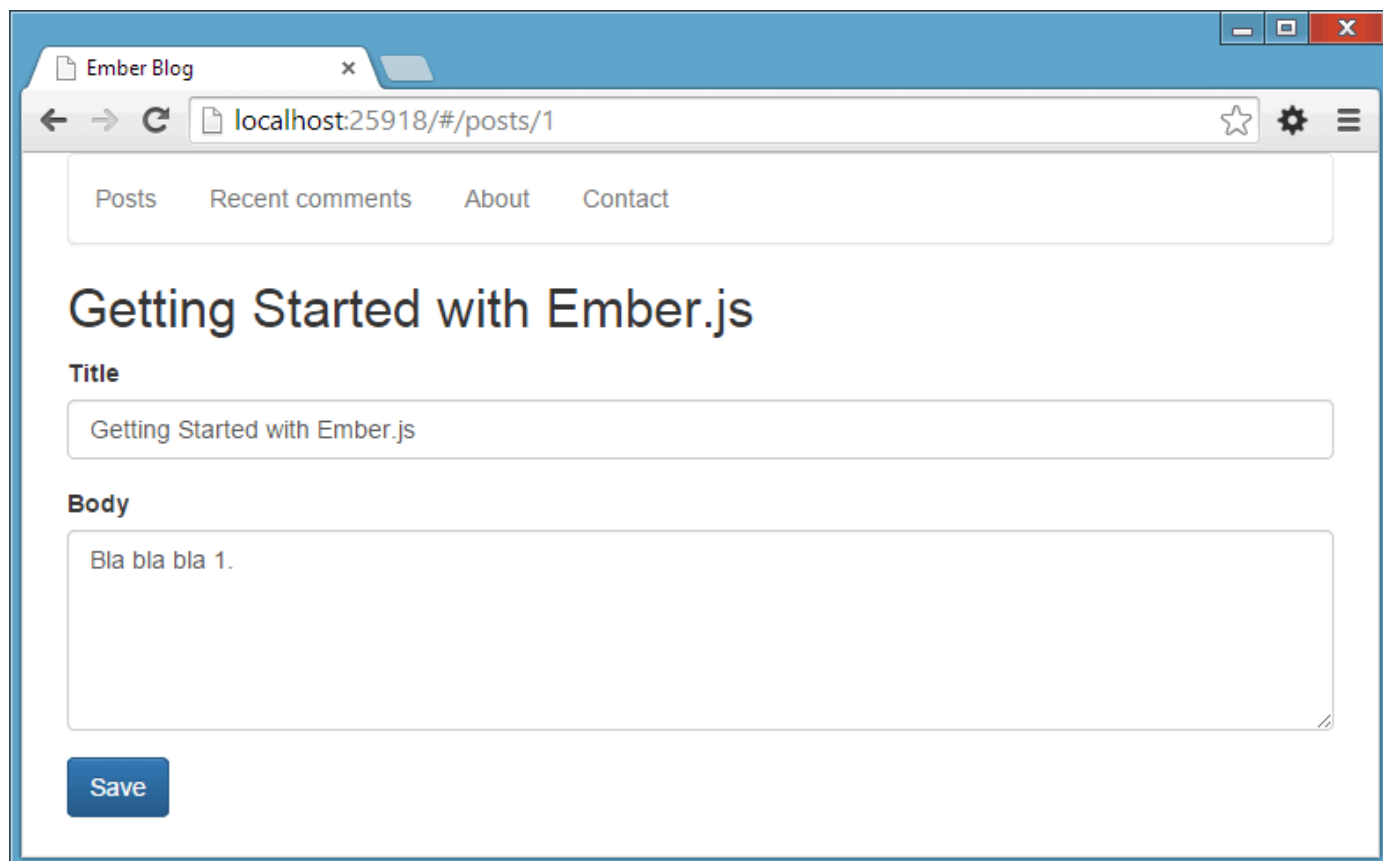 Ember Blog
localhost:25918/#/posts/1
Posts Recent comments About Contact
Getting Started with Ember.js
Title
Getting Started with Ember.js
Body
Bla bla bla 1.
Save